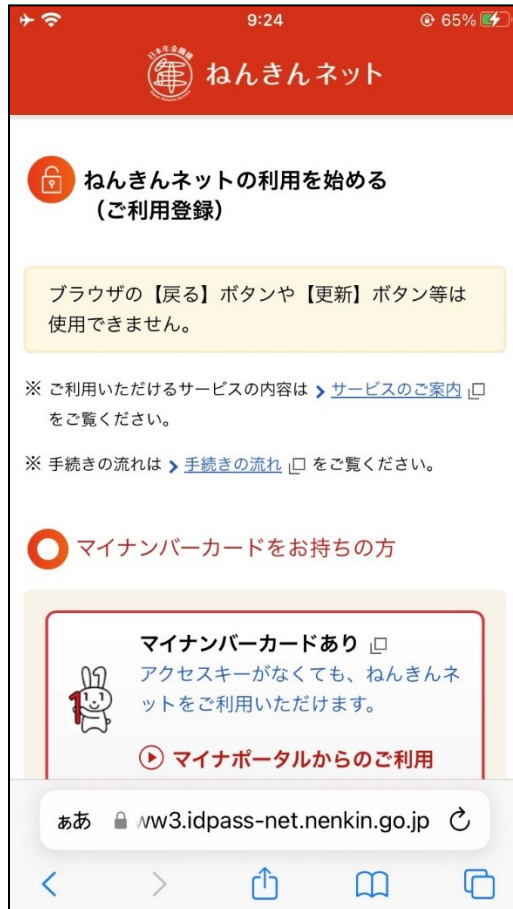 9:24
65%
日本年金機構
ねんきんネット
ねんきんネットの利用を始める
(ご利用登録)
ブラウザの【戻る】ボタンや【更新】ボタン等は
使用できません。
※ ご利用いただけるサービスの内容は サービスのご案内
をご覧ください。
※ 手続きの流れは 手続きの流れ をご覧ください。
マイナンバーカードをお持ちの方
マイナンバーカードあり
アクセスキーがなくても、ねんきんネ
ットをご利用いただけます。
マイナポータルからのご利用
ぁあ ww3.idpass-net.nenkin.go.jp